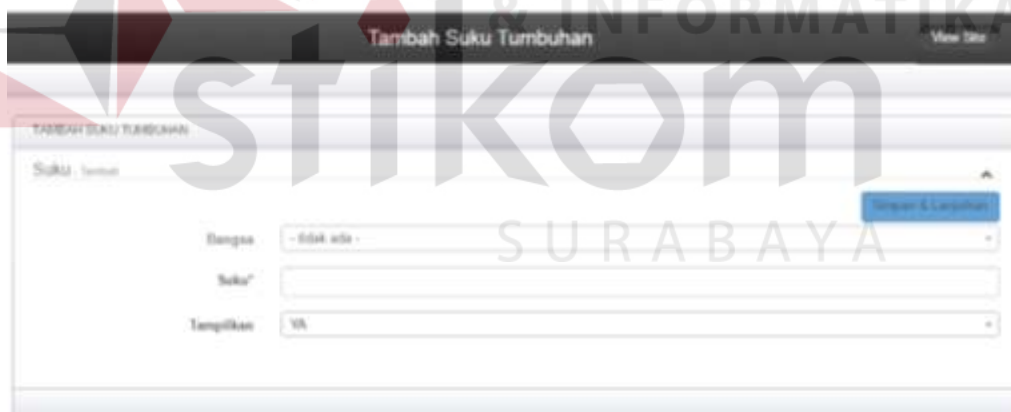 & INFORMATIKA
Tambah Suku Tumbuhan View Site
stikom
TAMBAH SUKU TUMBUHAN
Suku - Tambah
Simpan & Lanjutkan
Bangsa - tidak ada -
SURABAYA
Suku*
Tampilkan YA